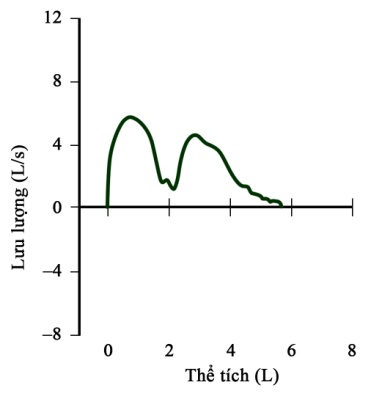 12
8
4
0
–4
–8
Lưu lượng (L/s)
0 2 4 6 8
Thể tích (L)